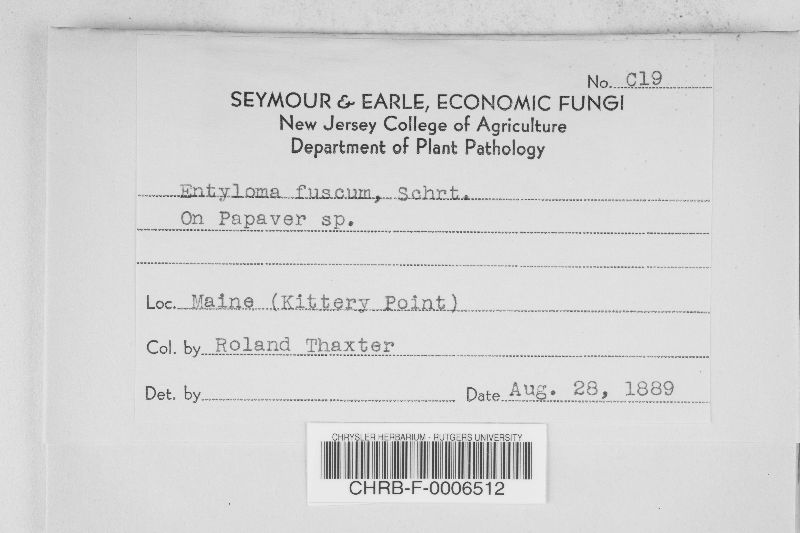 No. C19
SEYMOUR & EARLE, ECONOMIC FUNGI
New Jersey College of Agriculture
Department of Plant Pathology
Entyloma fuscum, Schrt.
On Papaver sp.
Loc. Maine (Kittery Point)
Col. by Roland Thaxter
Det. by
Date Aug. 28, 1889
CHRYSLER HERBARIUM - RUTGERS UNIVERSITY
CHRB-F-0006512